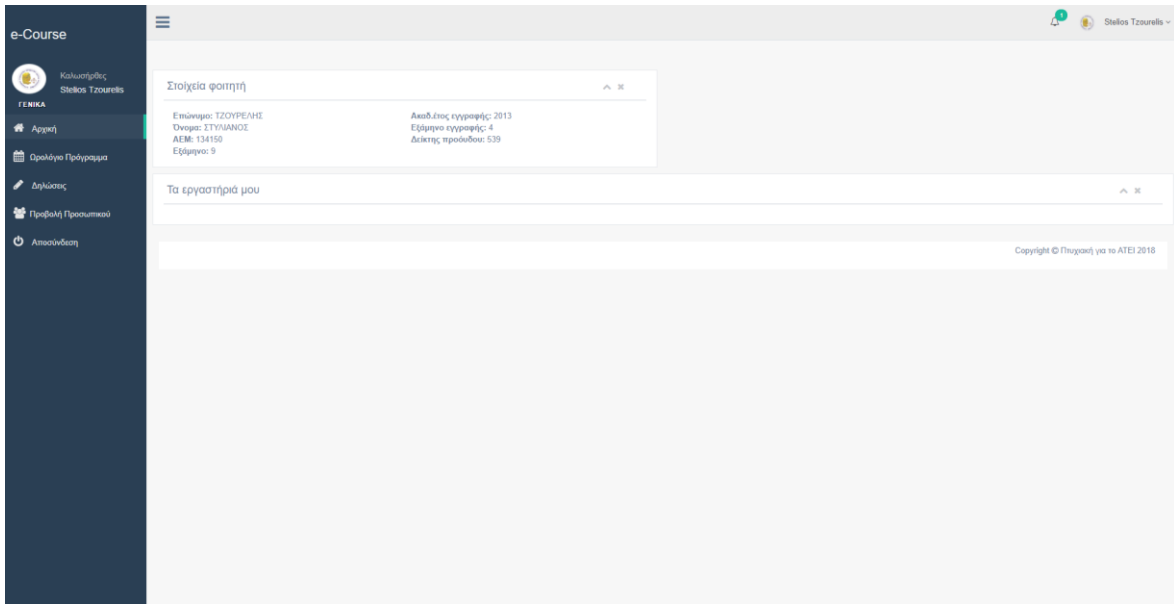 e-Course
1
Stelios Tzourelis
Καλωσήρθες
Stelios Tzourelis
ΓΕΝΙΚΑ
Αρχική
Ωρολόγιο Πρόγραμμα
Δηλώσεις
Προβολή Προσωπικού
Αποσύνδεση
Στοιχεία φοιτητή
Επώνυμο: ΤΖΟΥΡΕΛΗΣ
Όνομα: ΣΤΥΛΙΑΝΟΣ
ΑΕΜ: 134150
Εξάμηνο: 9
Ακαδ.έτος εγγραφής: 2013
Εξάμηνο εγγραφής: 4
Δείκτης προόυδου: 539
Τα εργαστήριά μου
Copyright © Πτυχιακή για το ΑΤΕΙ 2018